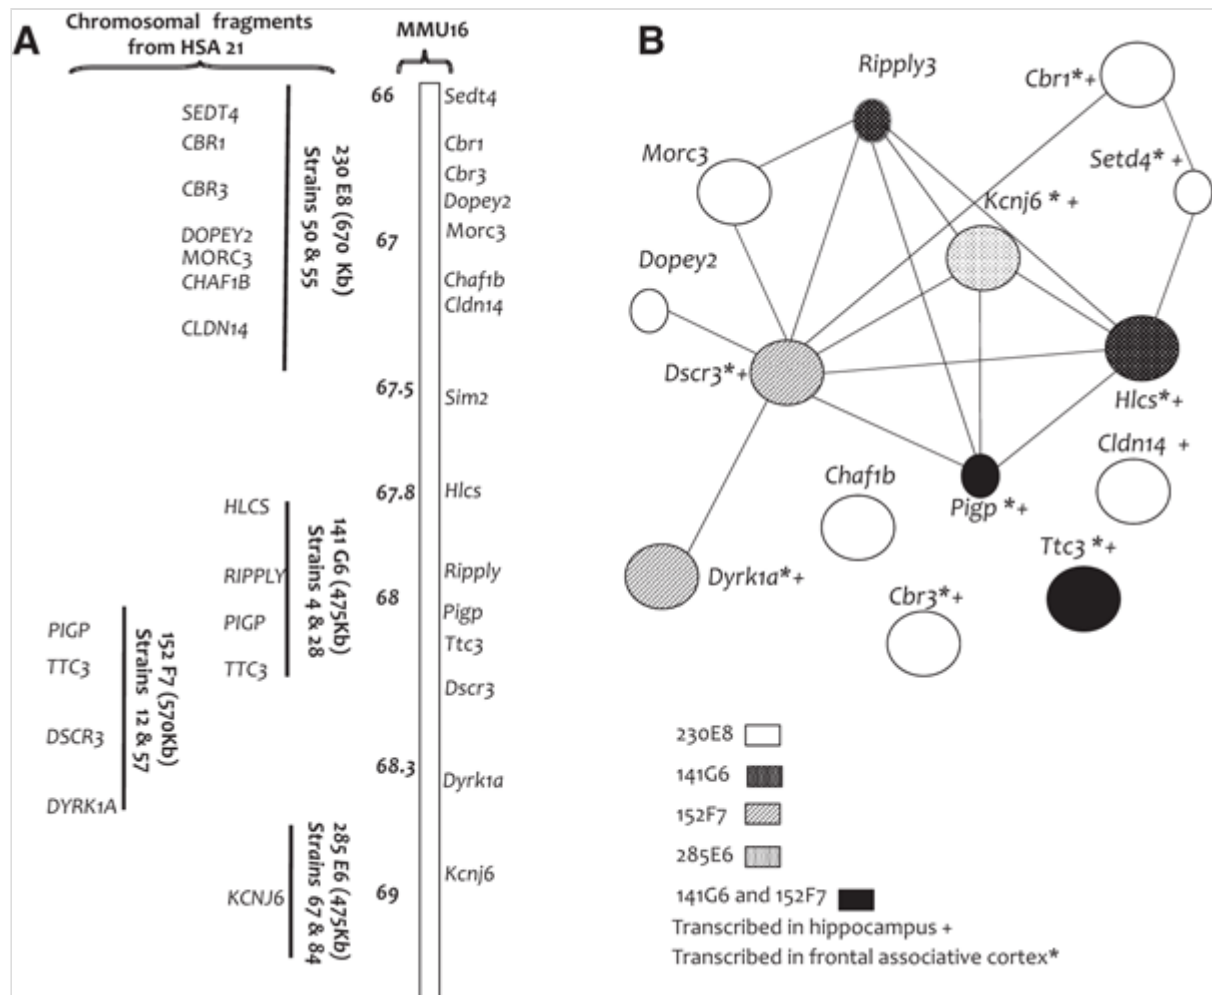 A
Chromosomal fragments
from HSA 21
MMU16
SEDT4
CBR1
CBR3
DOPEY2
MORC3
CHAF1B
CLDN14
230 E8 (670 Kb)
Strains 50 & 55
HLCS
RIPPLY
PIGP
TTC3
141 G6 (475Kb)
Strains 4 & 28
PIGP
TTC3
DSCR3
DYRK1A
152 F7 (570Kb)
Strains 12 & 57
KCNJ6
285 E6 (475Kb)
Strains 67 & 84
66
67
67.5
67.8
68
68.3
69
Sedt4
Cbr1
Cbr3
Dopey2
Morc3
Chaf1b
Cldn14
Sim2
Hlcs
Ripply
Pigp
Ttc3
Dscr3
Dyrk1a
Kcnj6
B
Ripply3
Cbr1*+
Morc3
Setd4* +
Kcnj6 * +
Dopey2
Dscr3*+
Hlcs*+
Cldn14 +
Chaf1b
Pigp *+
Ttc3 *+
Dyrk1a*+
Cbr3*+
230E8
141G6
152F7
285E6
141G6 and 152F7
Transcribed in hippocampus +
Transcribed in frontal associative cortex*